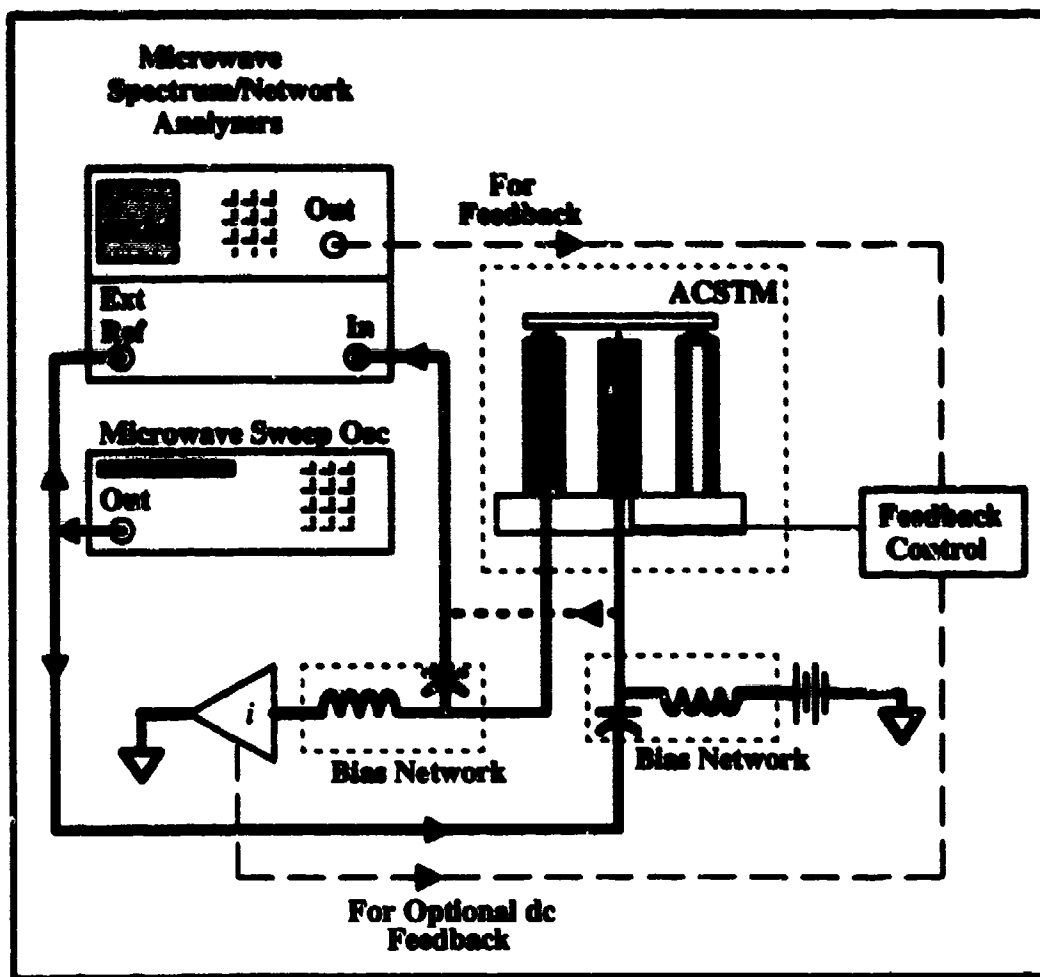 Microwave
Spectrum/Network
Analyzers
Out
For
Feedback
ACSTM
Ext
Ref
In
Microwave Sweep Osc
Out
Feedback
Control
i
Bias Network
Bias Network
For Optional dc
Feedback